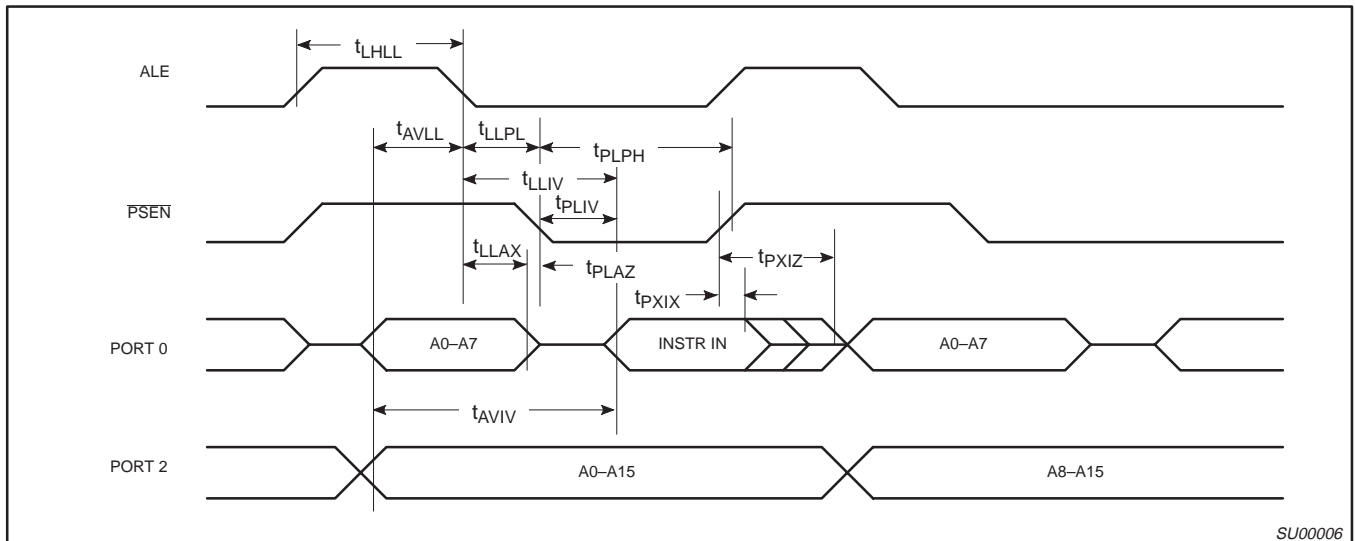 tLHLL
ALE
tAVLL tLLPL
tPLPH
tLLIV
PSEN
tPLIV
tLLAX
tPLAZ
tPXIZ
tPXIX
PORT 0
A0–A7
INSTR IN
A0–A7
tAVIV
PORT 2
A0–A15
A8–A15
SU00006